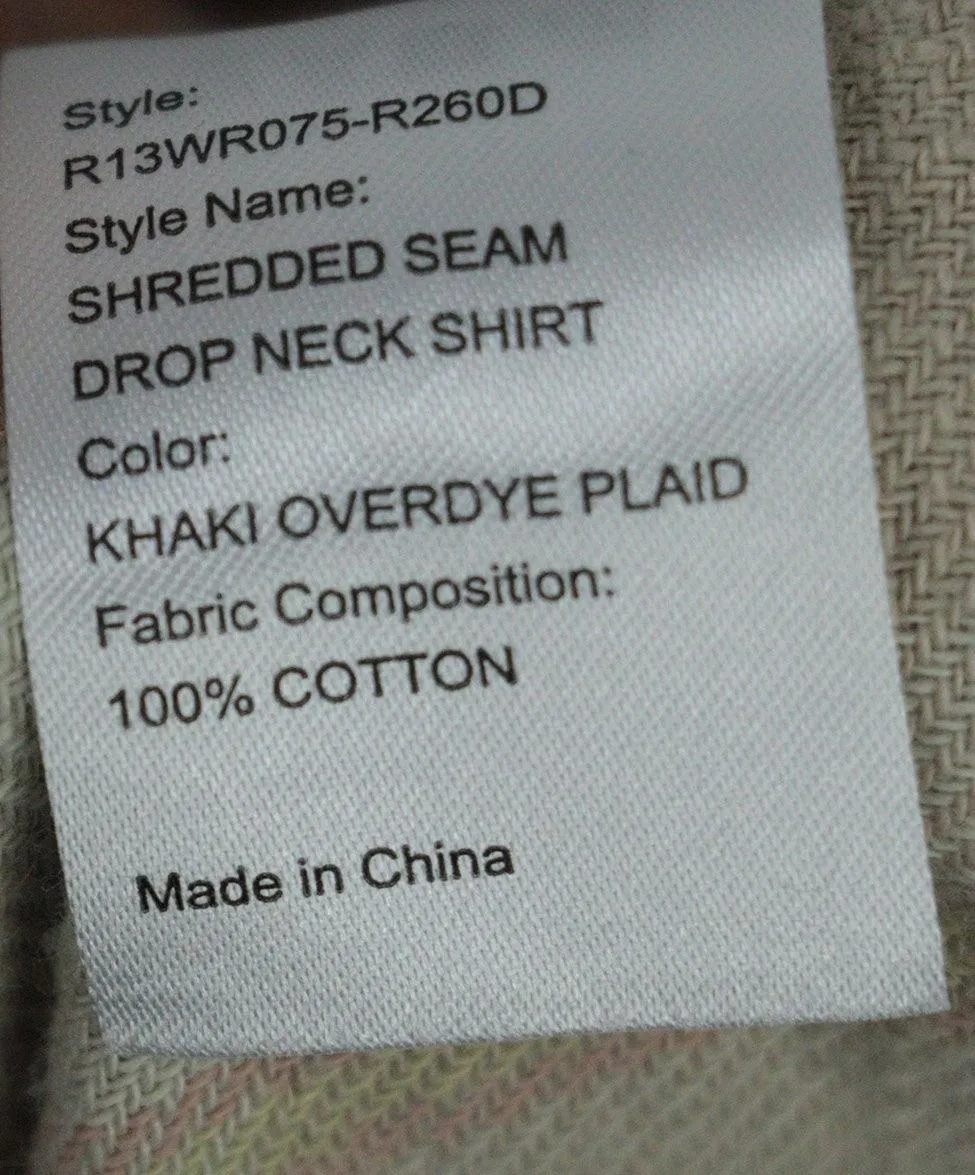 Style:
R13WR075-R260D
Style Name:
SHREDDED SEAM
DROP NECK SHIRT
Color:
KHAKI OVERDYE PLAID
Fabric Composition:
100% COTTON
Made in China